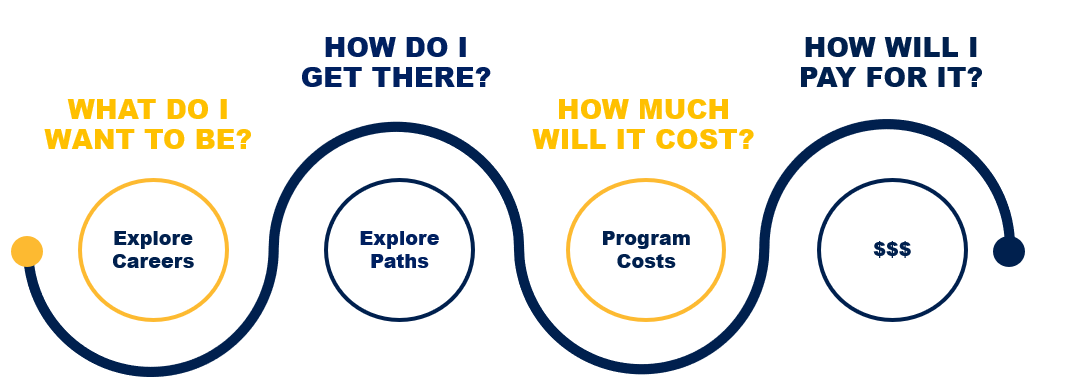 WHAT DO I
WANT TO BE?
Explore
Careers
HOW DO I
GET THERE?
Explore
Paths
HOW MUCH
WILL IT COST?
Program
Costs
HOW WILL I
PAY FOR IT?
$$$